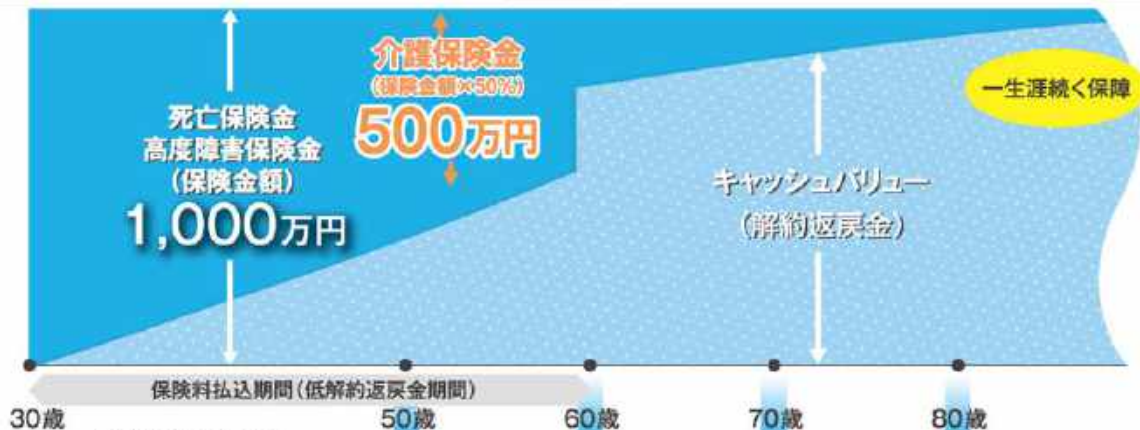 介護保険金
(保険金額×50%)
500万円
死亡保険金
高度障害保険金
(保険金額)
1,000万円
一生涯続く保障
キャッシュバリュー
(解約返戻金)
保険料払込期間(低解約返戻金期間)
30歳
50歳
60歳
70歳
80歳